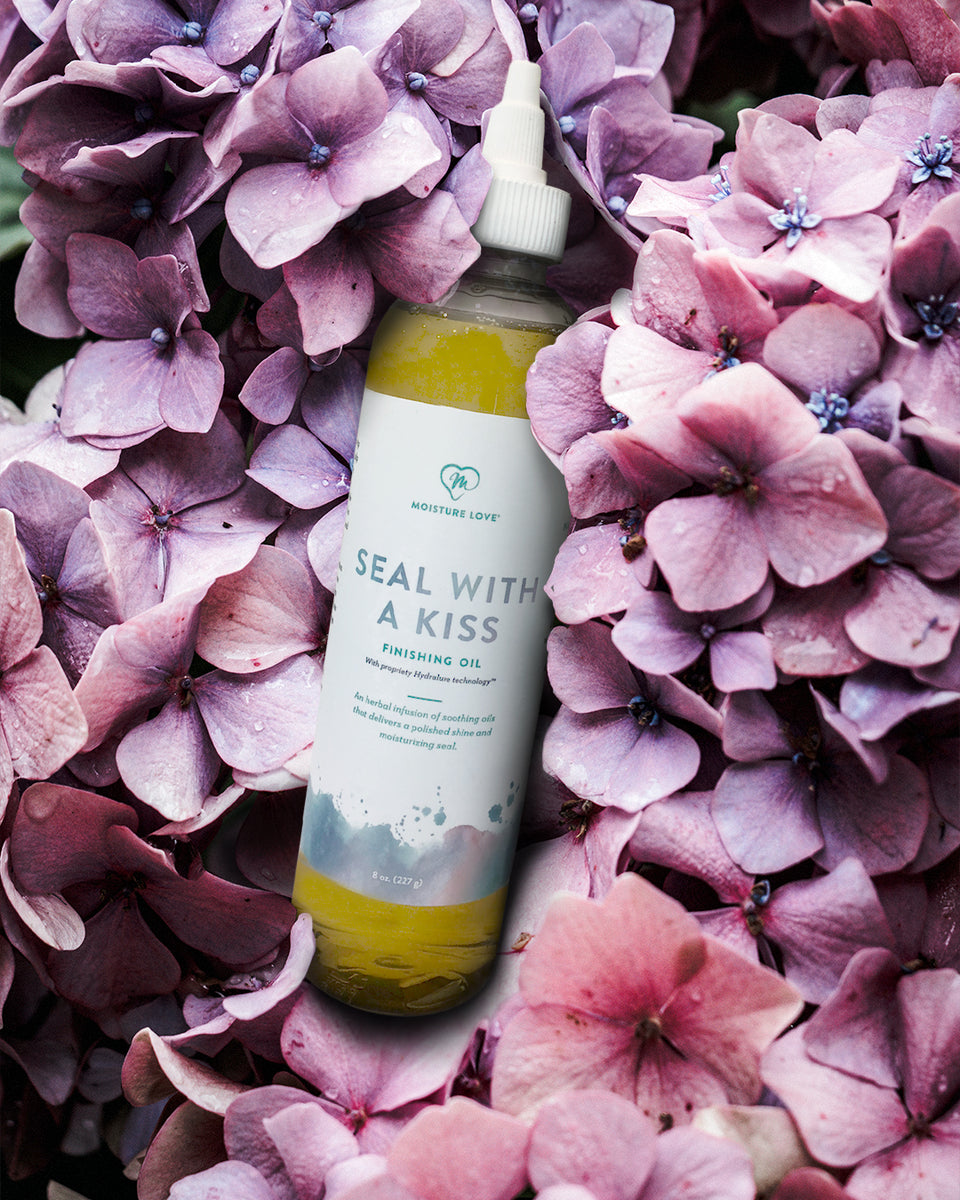 M
MOISTURE LOVE®
SEAL WITH
A KISS
FINISHING OIL
With propriety Hydralure technology™
An herbal infusion of soothing oils
that delivers a polished shine and
moisturizing seal.
8 oz. (227 g)